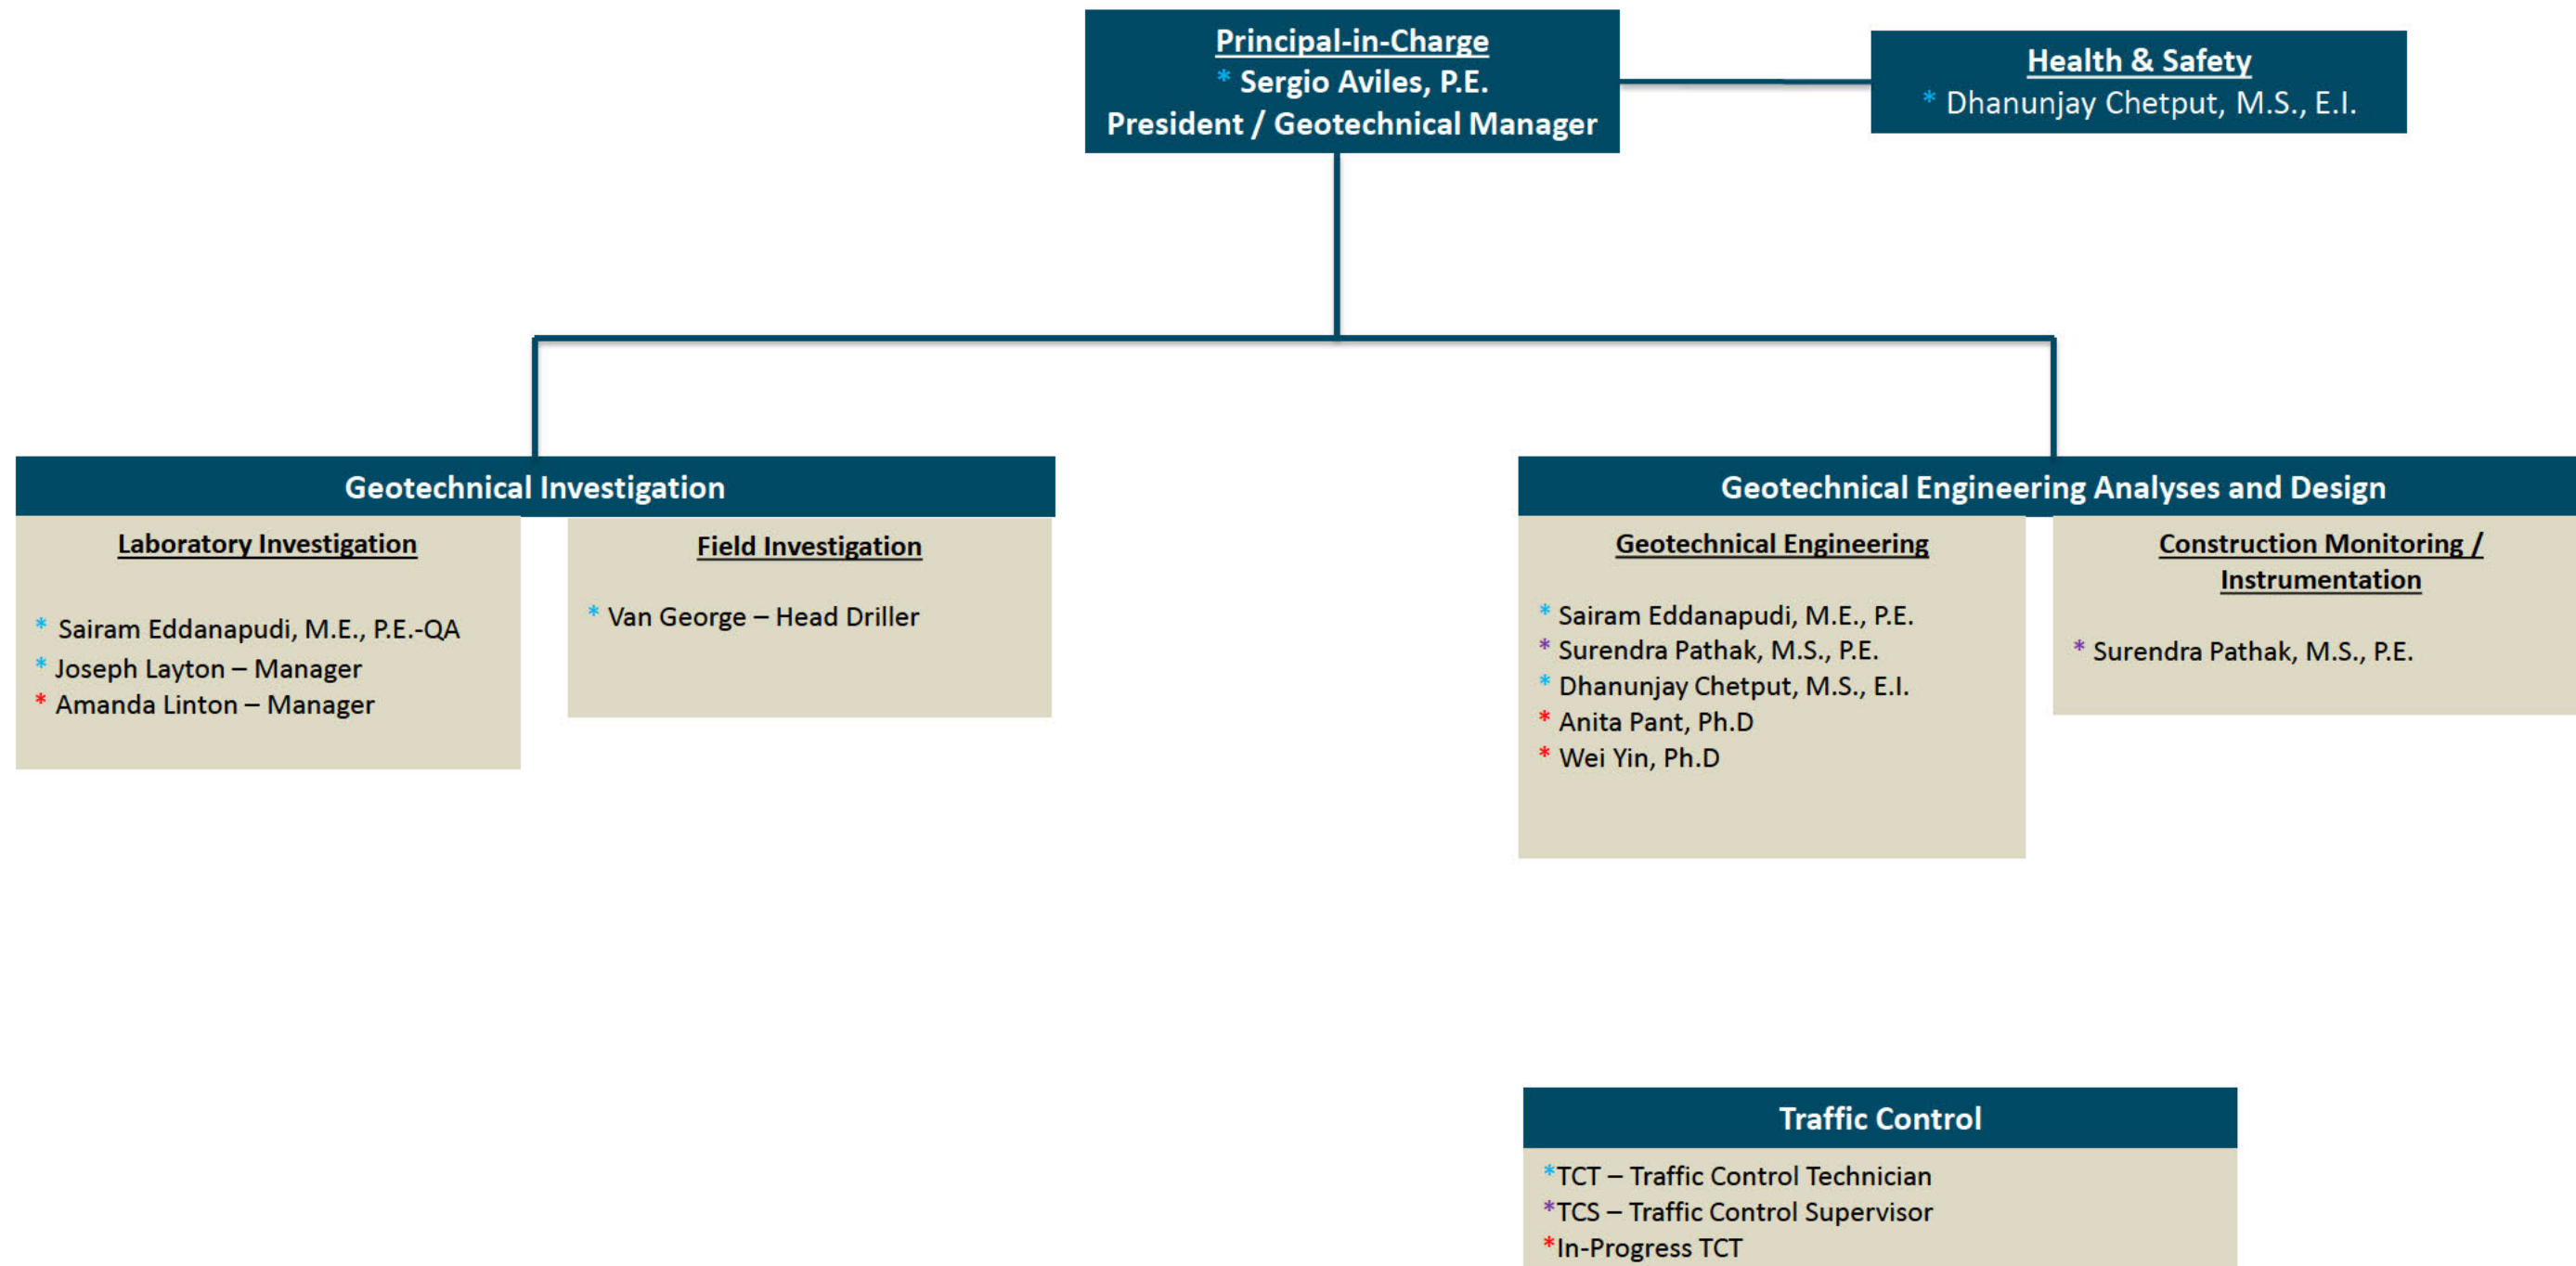 Principal-in-Charge
* Sergio Aviles, P.E.
President / Geotechnical Manager
Health & Safety
* Dhanunjay Chetput, M.S., E.I.
Geotechnical Investigation
Laboratory Investigation
* Sairam Eddanapudi, M.E., P.E.-QA
* Joseph Layton – Manager
* Amanda Linton – Manager
Field Investigation
* Van George – Head Driller
Geotechnical Engineering Analyses and Design
Geotechnical Engineering
* Sairam Eddanapudi, M.E., P.E.
* Surendra Pathak, M.S., P.E.
* Dhanunjay Chetput, M.S., E.I.
* Anita Pant, Ph.D
* Wei Yin, Ph.D
Construction Monitoring /
Instrumentation
* Surendra Pathak, M.S., P.E.
Traffic Control
*TCT – Traffic Control Technician
*TCS – Traffic Control Supervisor
*In-Progress TCT